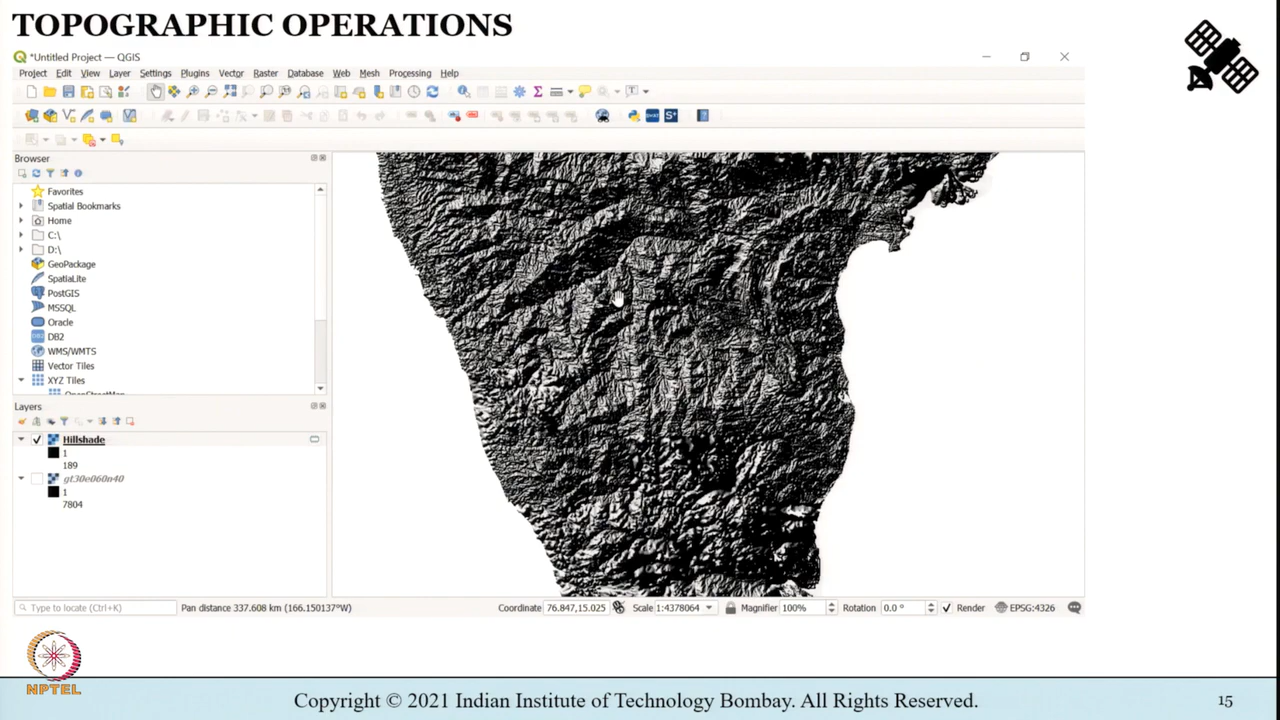 TOPOGRAPHIC OPERATIONS
*Untitled Project — QGIS
Project Edit View Layer Settings Plugins Vector Raster Database Web Mesh Processing Help
Browser
Favorites
Spatial Bookmarks
Home
C:\
D:\
GeoPackage
SpatiaLite
PostGIS
MSSQL
Oracle
DB2
WMS/WMTS
Vector Tiles
XYZ Tiles
OpenStreetMap
Layers
Hillshade
1
189
gt30e060n40
1
7804
Type to locate (Ctrl+K) Pan distance 337.608 km (166.150137°W) Coordinate 76.847,15.025 Scale 1:4378064 Magnifier 100% Rotation 0.0 ° Render EPSG:4326
NPTEL
Copyright © 2021 Indian Institute of Technology Bombay. All Rights Reserved. 15